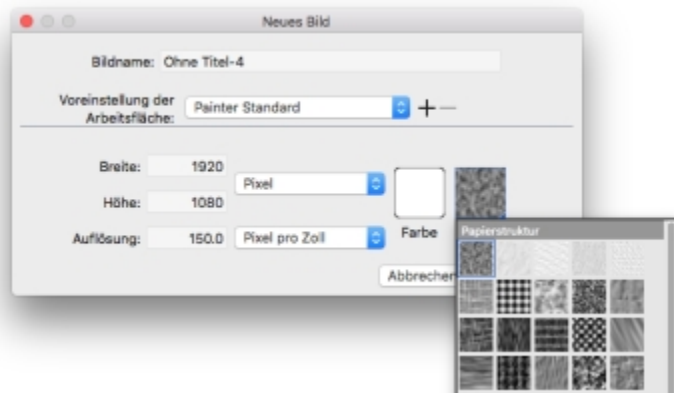 Neues Bild
Bildname: Ohne Titel-4
Voreinstellung der
Arbeitsfläche: Painter Standard
Breite: 1920
Pixel
Höhe: 1080
Auflösung: 150.0 Pixel pro Zoll
Farbe
Papierstruktur
Abbrechen